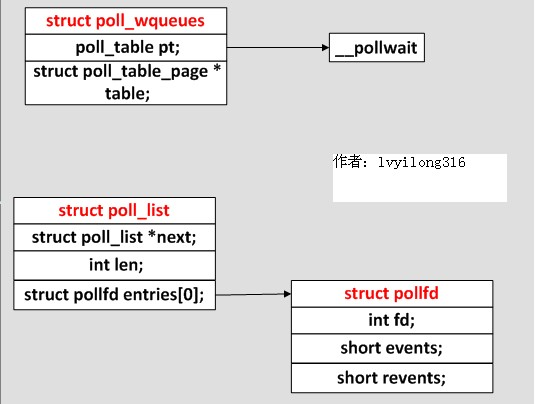 struct poll_wqueues
poll_table pt;
__pollwait
struct poll_table_page *
table;
作者：lvyilong316
struct poll_list
struct poll_list *next;
int len;
struct pollfd entries[0];
struct pollfd
int fd;
short events;
short revents;